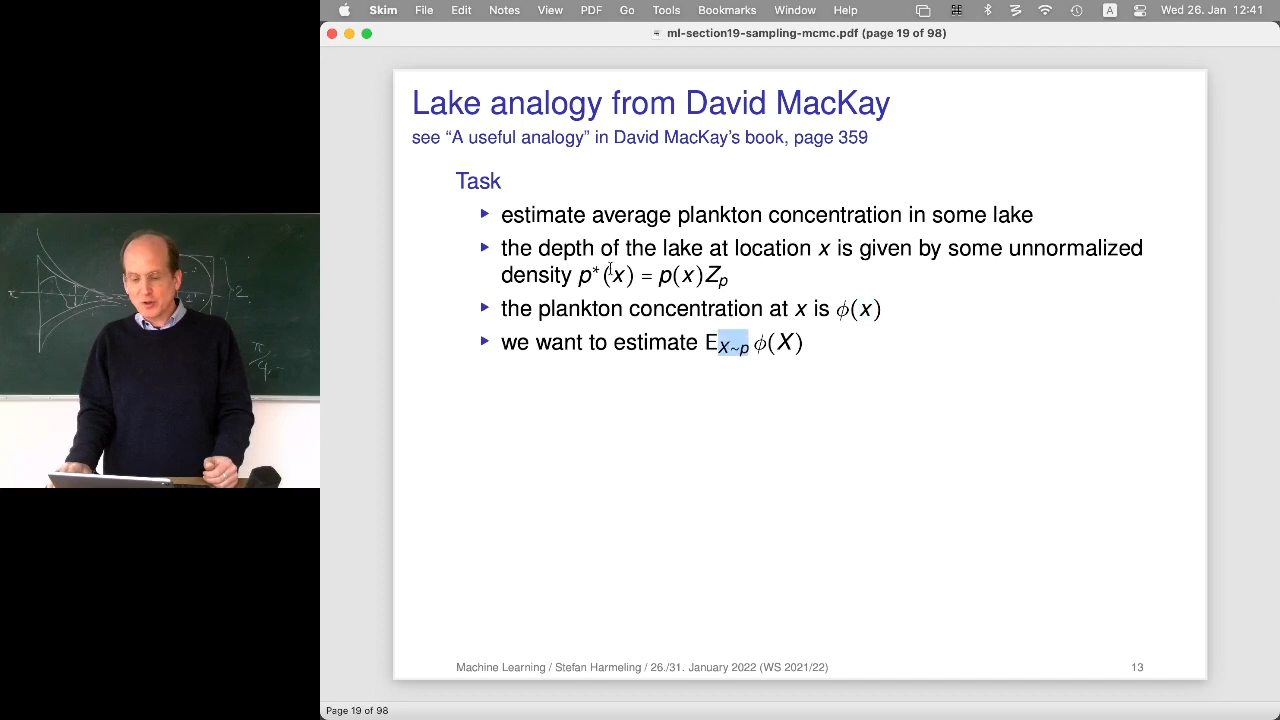 Skim File Edit Notes View PDF Go Tools Bookmarks Window Help A Wed 26. Jan 12:41
ml-section19-sampling-mcmc.pdf (page 19 of 98)
Lake analogy from David MacKay
see “A useful analogy” in David MacKay’s book, page 359
Task
▸ estimate average plankton concentration in some lake
▸ the depth of the lake at location x is given by some unnormalized
density p*(x) = p(x)Zp
▸ the plankton concentration at x is ϕ(x)
▸ we want to estimate E X~p ϕ(X)
Machine Learning / Stefan Harmeling / 26./31. January 2022 (WS 2021/22) 13
Page 19 of 98
π
2